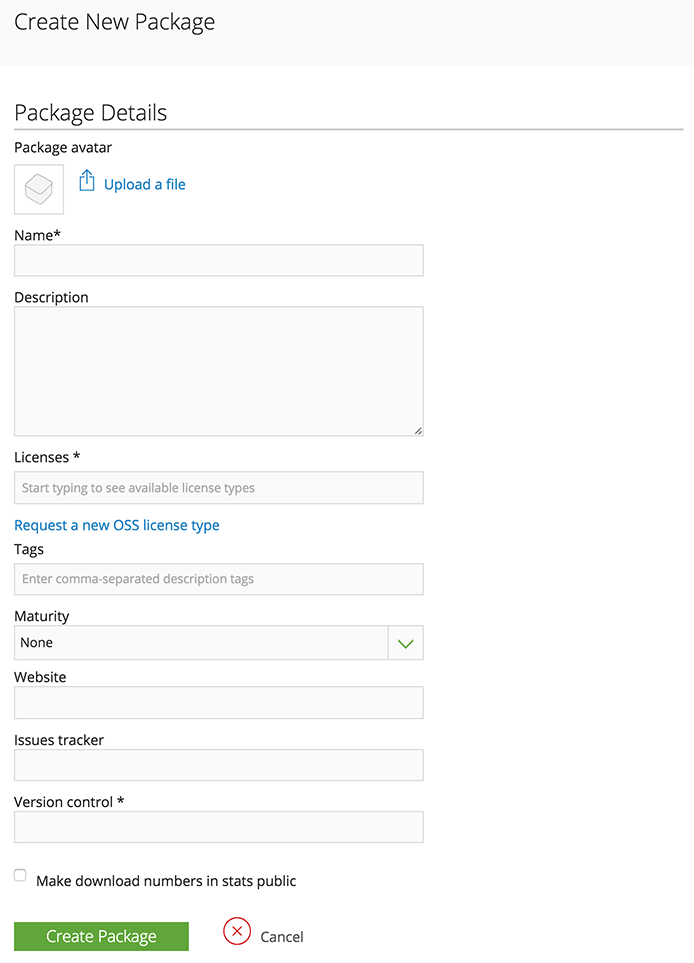 Create New Package
Package Details
Package avatar
Upload a file
Name*
Description
Licenses *
Start typing to see available license types
Request a new OSS license type
Tags
Enter comma-separated description tags
Maturity
None
Website
Issues tracker
Version control *
Make download numbers in stats public
Create Package
Cancel